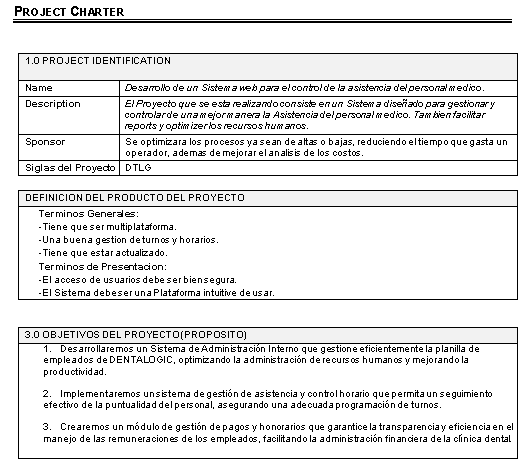 PROJECT CHARTER
1.0 PROJECT IDENTIFICATION
Name Desarrollo de un Sistema web para el control de la asistencia del personal medico.
Description El Proyecto que se esta realizando consiste en un Sistema diseñado para gestionar y
controlar de una mejor manera la Asistencia del personal medico. Tambien facilitar
reports y optimizer los recursos humanos.
Sponsor Se optimizara los procesos ya sean de altas o bajas, reduciendo el tiempo que gasta un
operador, ademas de mejorar el analisis de los costos.
Siglas del Proyecto DTLG
DEFINICION DEL PRODUCTO DEL PROYECTO
Terminos Generales:
-Tiene que ser multiplataforma.
-Una buena gestion de turnos y horarios.
-Tiene que estar actualizado.
Terminos de Presentacion:
-El acceso de usuarios debe ser bien segura.
-El Sistema debe ser una Plataforma intuitive de usar.
3.0 OBJETIVOS DEL PROYECTO(PROPOSITO)
1. Desarrollaremos un Sistema de Administración Interno que gestione eficientemente la planilla de
empleados de DENTALOGIC, optimizando la administración de recursos humanos y mejorando la
productividad.
2. Implementaremos un sistema de gestión de asistencia y control horario que permita un seguimiento
efectivo de la puntualidad del personal, asegurando una adecuada programación de turnos.
3. Crearemos un módulo de gestión de pagos y honorarios que garantice la transparencia y eficiencia en el
manejo de las remuneraciones de los empleados, facilitando la administración financiera de la clínica dental.